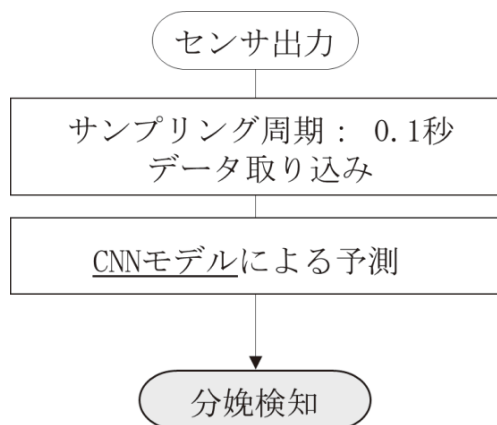 センサ出力
サンプリング周期： 0.1秒
データ取り込み
CNNモデルによる予測
分娩検知